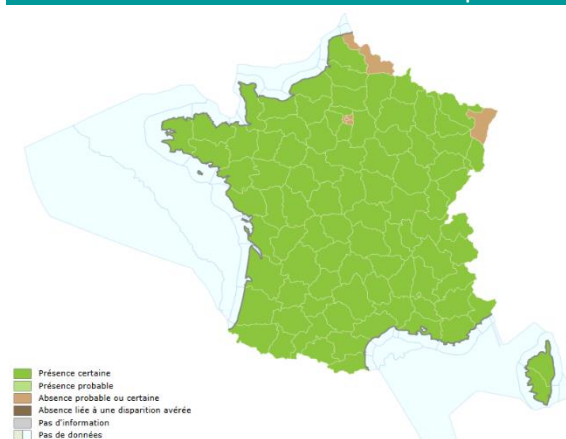 Présence certaine
Présence probable
Absence probable ou certaine
Absence liée à une disparition avérée
Pas d'information
Pas de données